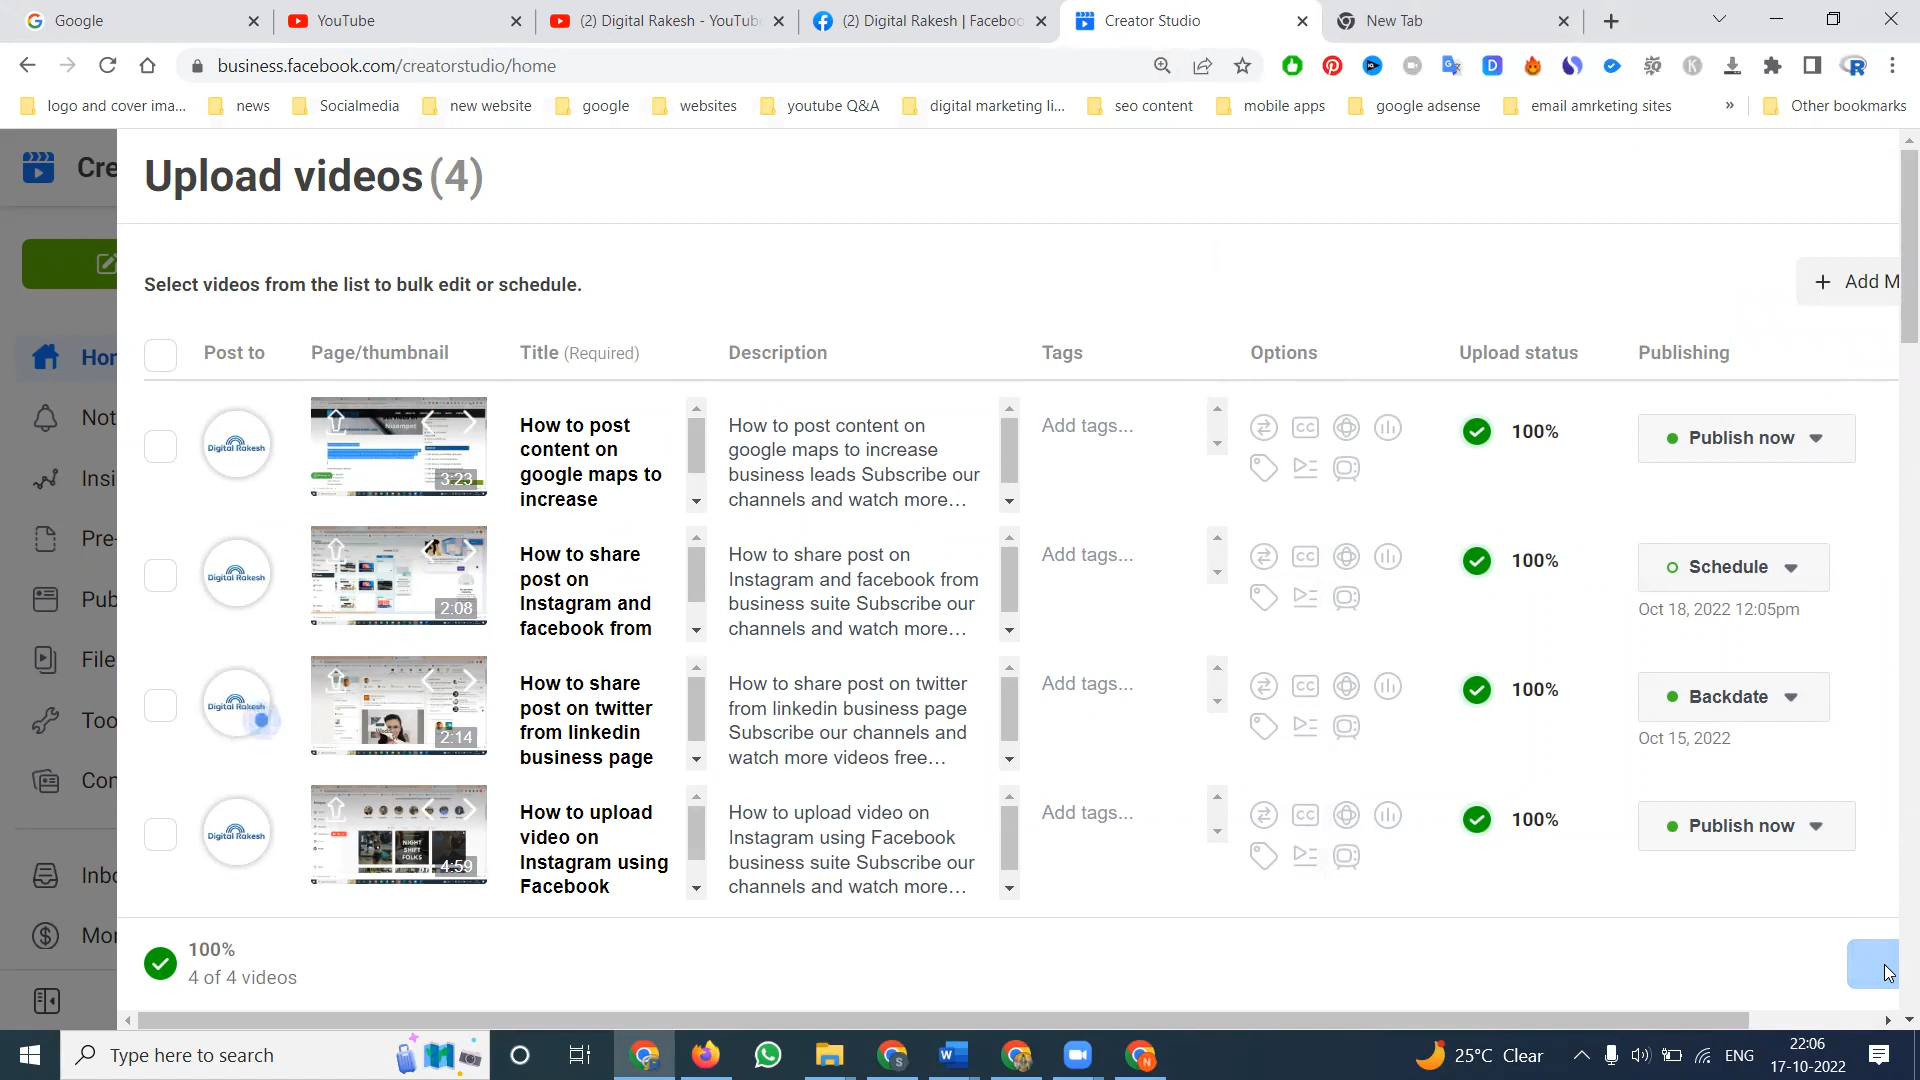 Google
YouTube
(2) Digital Rakesh - YouTube
(2) Digital Rakesh | Facebo
Creator Studio
New Tab
business.facebook.com/creatorstudio/home
logo and cover ima...
news
Socialmedia
new website
google
websites
youtube Q&A
digital marketing li...
seo content
mobile apps
google adsense
email amrketing sites
»
Other bookmarks
Cre
Upload videos (4)
Select videos from the list to bulk edit or schedule.
+ Add M
Post to
Page/thumbnail
Title (Required)
Description
Tags
Options
Upload status
Publishing
Hor
Not
Insi
Pre-
Pub
File
Too
Cor
Inbo
Mor
Digital Rakesh
3:23
How to post
content on
google maps to
increase
How to post content on
google maps to increase
business leads Subscribe our
channels and watch more...
Add tags...
CC
100%
Publish now
Digital Rakesh
2:08
How to share
post on
Instagram and
facebook from
How to share post on
Instagram and facebook from
business suite Subscribe our
channels and watch more...
Add tags...
CC
100%
Schedule
Oct 18, 2022 12:05pm
Digital Rakesh
2:14
How to share
post on twitter
from linkedin
business page
How to share post on twitter
from linkedin business page
Subscribe our channels and
watch more videos free...
Add tags...
CC
100%
Backdate
Oct 15, 2022
Digital Rakesh
NIGHT
SHIFT
FOLKS
4:59
How to upload
video on
Instagram using
Facebook
How to upload video on
Instagram using Facebook
business suite Subscribe our
channels and watch more...
Add tags...
CC
100%
Publish now
100%
4 of 4 videos
Type here to search
25°C Clear
ENG
22:06
17-10-2022